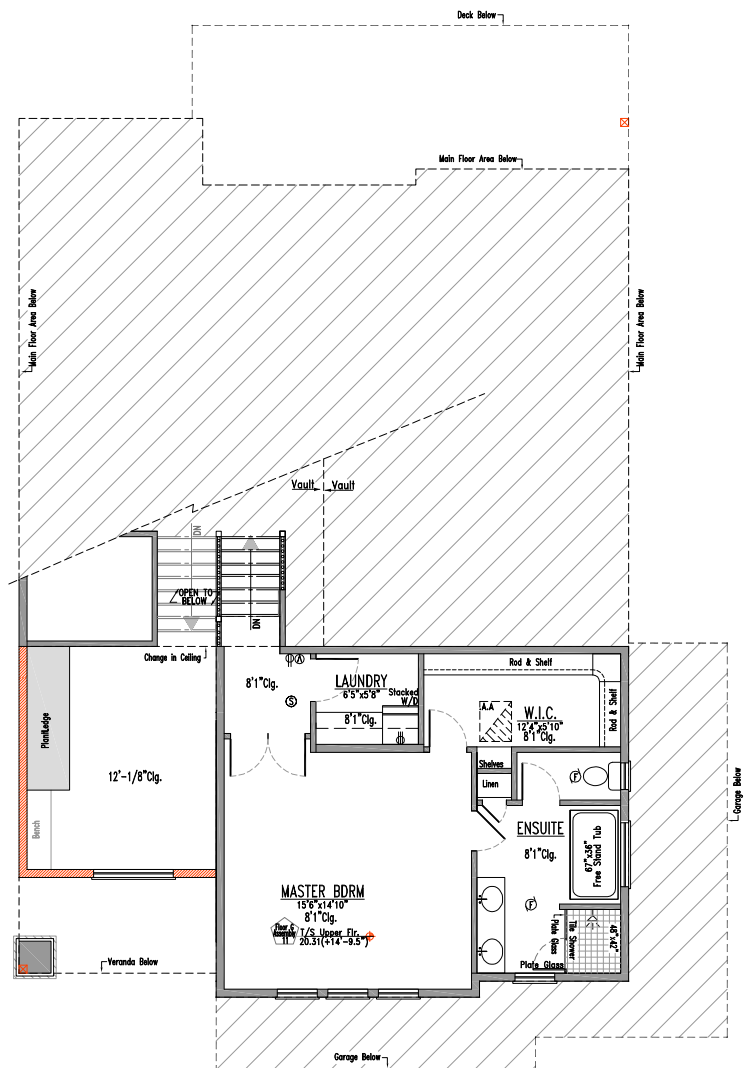 Deck Below
Main Floor Area Below
Main Floor Area Below
Main Floor Area Below
Vault
Vault
DN
OPEN TO
BELOW
DN
Change in Ceiling
Rod & Shelf
Rod & Shelf
A
8'1"Clg.
S
LAUNDRY
6'5"x5'8"
Stacked
W/D
8'1"Clg.
A.A
W.I.C.
12'4"x5'10"
8'1"Clg.
PlantLedge
12'-1/8"Clg.
Shelves
Linen
F
Garage Below
Bench
ENSUITE
8'1"Clg.
67"x36"
Free Stand Tub
MASTER BDRM
15'6"x14'10"
8'1"Clg.
F
Floor G
Assembly
11
T/S Upper Flr.
20.31(+14'-9.5")
Plate Glass
Tile Shower
48"x42"
Plate Glass
Veranda Below
Garage Below